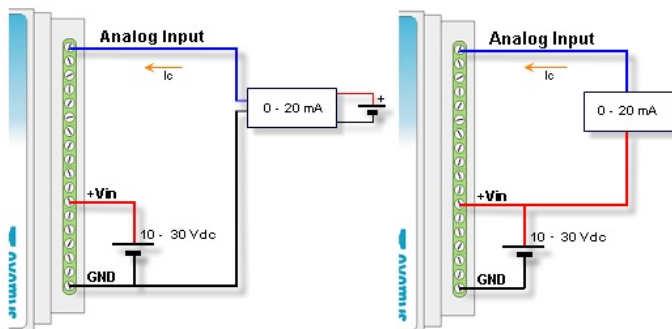 Analog Input
Ic
0 - 20 mA
+
+Vin
10 - 30 Vdc
GND
Analog Input
Ic
0 - 20 mA
+Vin
10 - 30 Vdc
GND